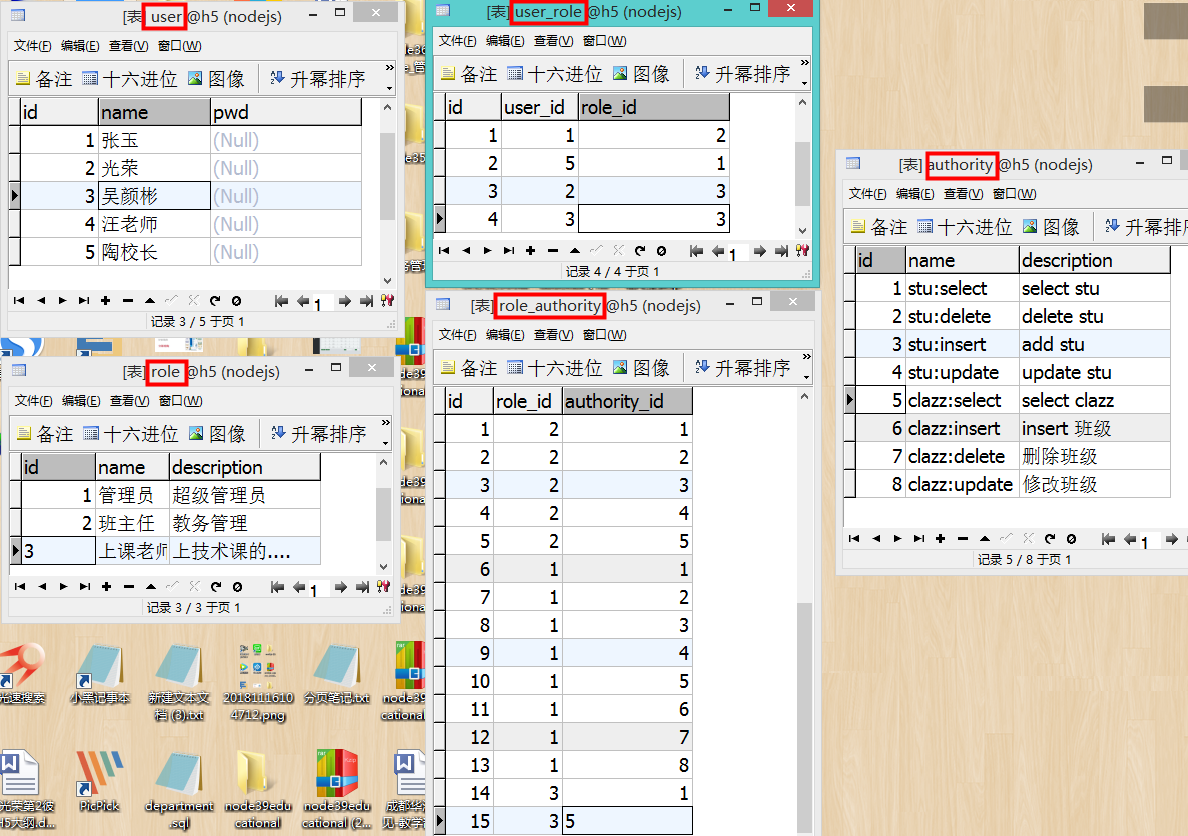 [表] user @h5 (nodejs)
文件(F) 编辑(E) 查看(V) 窗口(W)
备注 十六进位 图像 升幂排序
id name pwd
1 张玉 (Null)
2 光荣 (Null)
3 吴颜彬 (Null)
4 汪老师 (Null)
5 陶校长 (Null)
1
记录 3 / 5 于页 1
[表] role @h5 (nodejs)
文件(F) 编辑(E) 查看(V) 窗口(W)
备注 十六进位 图像 升幂排序
id name description
1 管理员 超级管理员
2 班主任 教务管理
3 上课老师 上技术课的....
1
记录 3 / 3 于页 1
[表] user_role @h5 (nodejs)
文件(F) 编辑(E) 查看(V) 窗口(W)
备注 十六进位 图像 升幂排序
id user_id role_id
1 1 2
2 5 1
3 2 3
4 3 3
1
记录 4 / 4 于页 1
[表] role_authority @h5 (nodejs)
文件(F) 编辑(E) 查看(V) 窗口(W)
备注 十六进位 图像 升幂排序
id role_id authority_id
1 2 1
2 2 2
3 2 3
4 2 4
5 2 5
6 1 1
7 1 2
8 1 3
9 1 4
10 1 5
11 1 6
12 1 7
13 1 8
14 3 1
15 3 5
[表] authority @h5 (nodejs)
文件(F) 编辑(E) 查看(V) 窗口(W)
备注 十六进位 图像 升幂排序
id name description
1 stu:select select stu
2 stu:delete delete stu
3 stu:insert add stu
4 stu:update update stu
5 clazz:select select clazz
6 clazz:insert insert 班级
7 clazz:delete 删除班级
8 clazz:update 修改班级
1
记录 5 / 8 于页 1
光速搜索
小黑记事本
新建文本文
档 (3).txt
2018111610
4712.png
分页笔记.txt
node39
cational
光荣第2彼
H5大纲.d...
PicPick
department
.sql
node39edu
cational
node39edu
cational (2...
成都华
见-教学